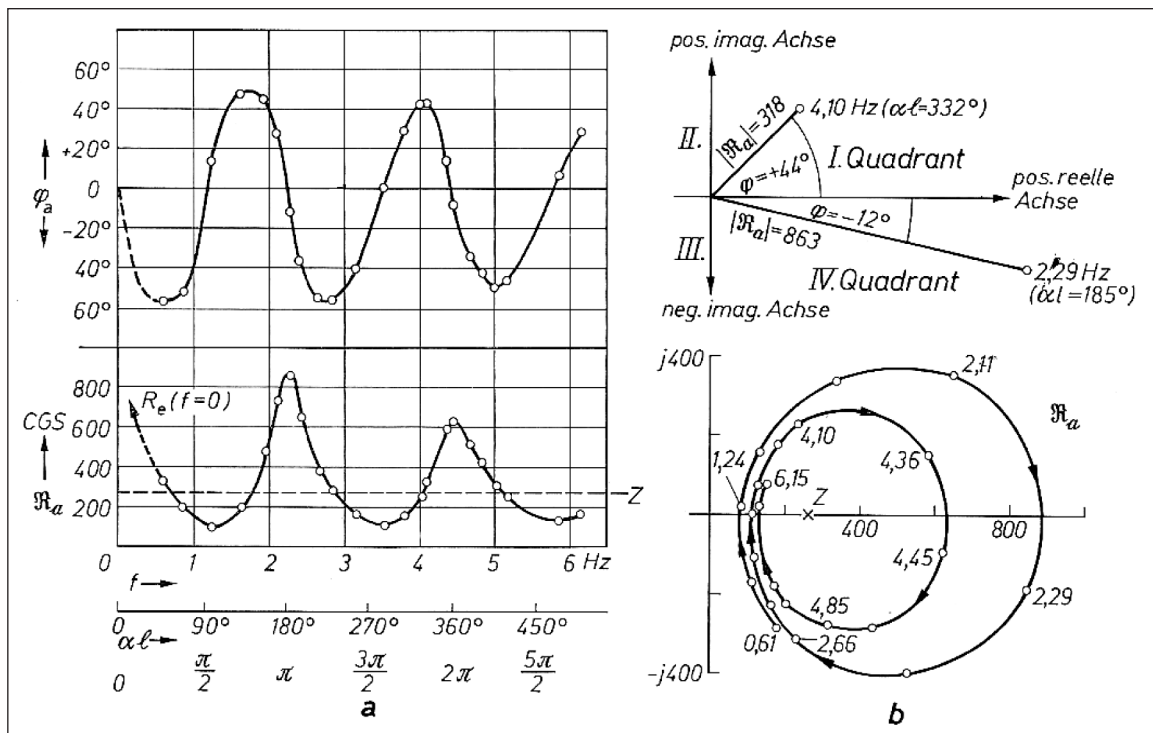 60°
40°
+20°
0
-20°
40°
60°
φa
800
600
400
200
0
CGS
ℜa
Re (f=0)
Z
1 2 3 4 5 6 Hz
f
0 90° 180° 270° 360° 450°
αl
0 π/2 π 3π/2 2π 5π/2
a
pos. imag. Achse
II.
|ℜa|=318
4,10 Hz (αl=332°)
φ=+44°
I. Quadrant
pos. reelle
Achse
φ=-12°
|ℜa|=863
III.
IV. Quadrant
2,29 Hz
(αl=185°)
neg. imag. Achse
j400
2,11
ℜa
4,10
1,24
6,15
4,36
Z
400
800
4,45
2,29
4,85
0,61
2,66
-j400
b